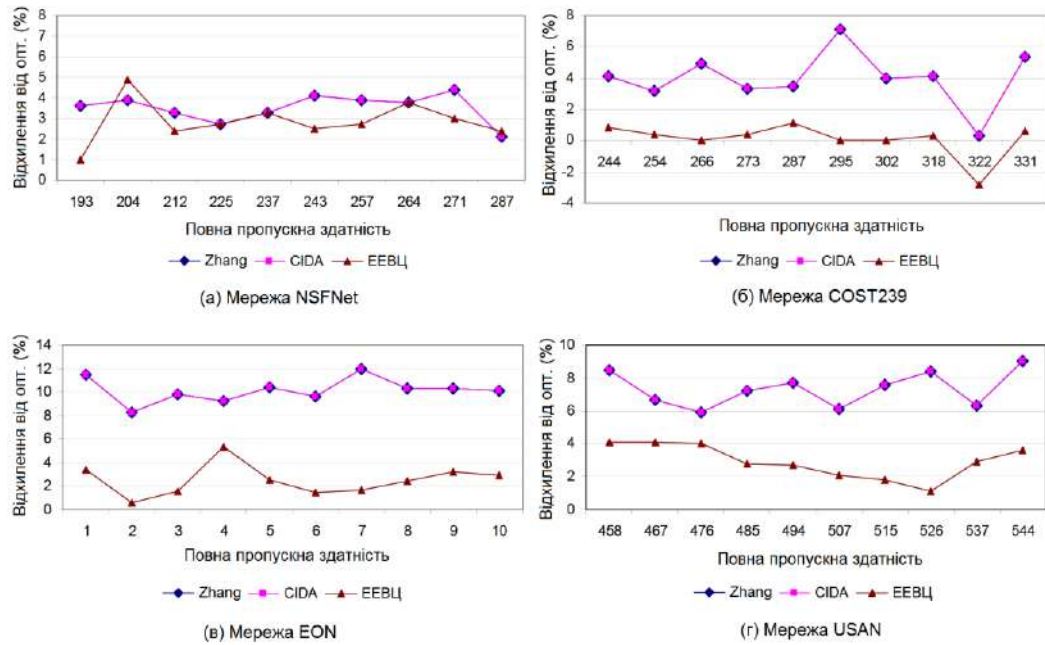 Відхилення від опт. (%)
8
7
6
5
4
3
2
1
0
193 204 212 225 237 243 257 264 271 287
Повна пропускна здатність
Zhang CIDA ЕЕВЦ
(а) Мережа NSFNet
Відхилення від опт. (%)
8
6
4
2
0
-2
-4
244 254 266 273 287 295 302 318 322 331
Повна пропускна здатність
Zhang CIDA ЕЕВЦ
(б) Мережа COST239
Відхилення від опт. (%)
14
12
10
8
6
4
2
0
1 2 3 4 5 6 7 8 9 10
Повна пропускна здатність
Zhang CIDA ЕЕВЦ
(в) Мережа EON
Відхилення від опт. (%)
10
8
6
4
2
0
458 467 476 485 494 507 515 526 537 544
Повна пропускна здатність
Zhang CIDA ЕЕВЦ
(г) Мережа USAN